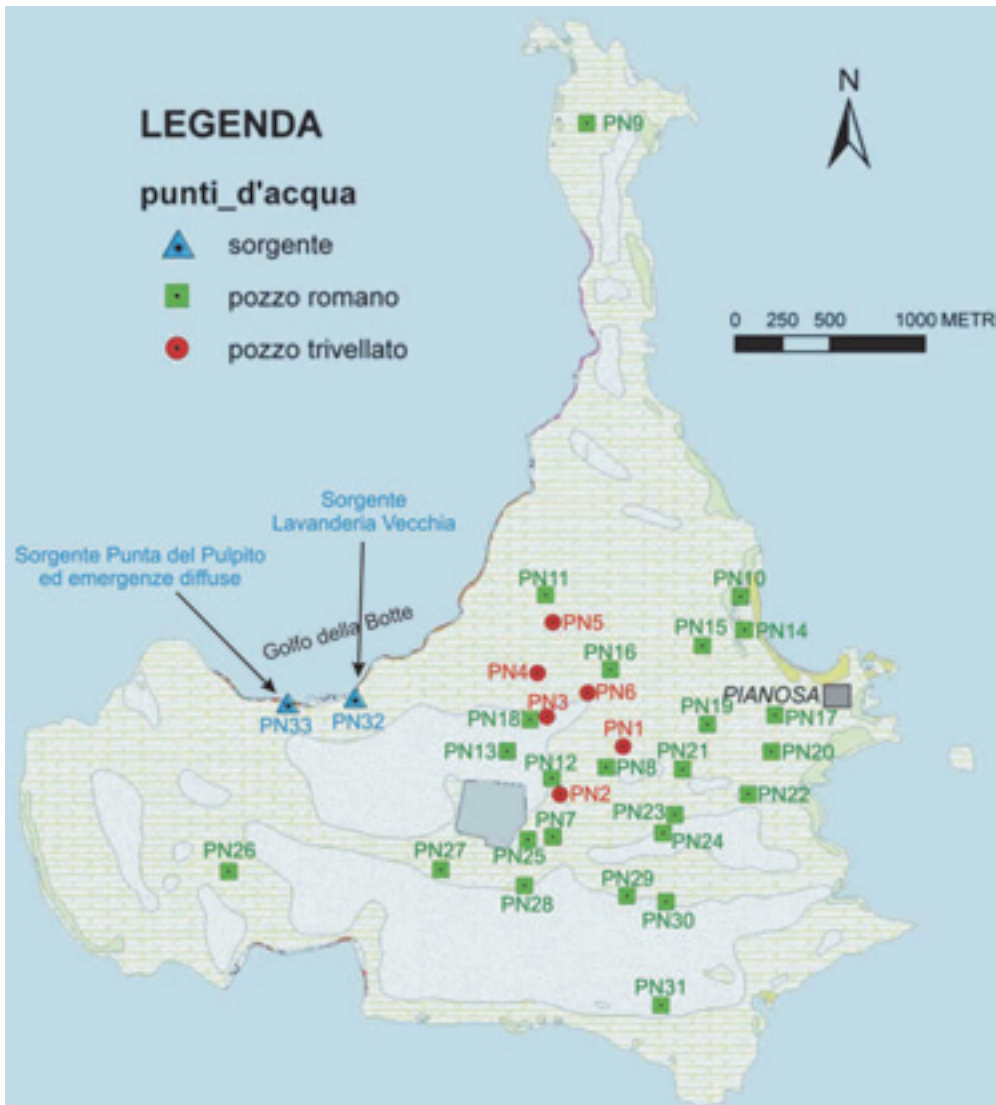 LEGENDA
punti_d'acqua
sorgente
pozzo romano
pozzo trivellato
PN9
N
0 250 500 1000 METRI
Sorgente
Lavanderia Vecchia
Sorgente Punta del Pulpito
ed emergenze diffuse
Golfo della Botte
PN11
PN10
PN5
PN14
PN15
PN16
PN4
PN6
PIANOSA
PN33
PN32
PN18
PN3
PN19
PN17
PN1
PN13
PN12
PN8
PN21
PN20
PN2
PN22
PN23
PN7
PN24
PN25
PN26
PN27
PN28
PN29
PN30
PN31